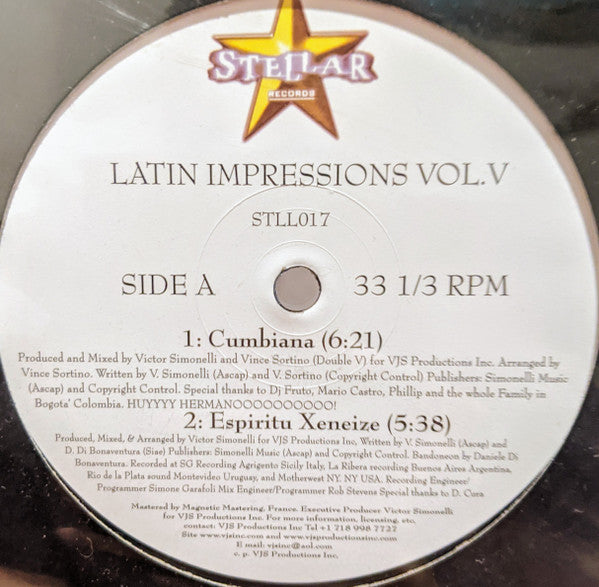 STELLAR
RECORDS
LATIN IMPRESSIONS VOL.V
STLL017
SIDE A 33 1/3 RPM
1: Cumbiana (6:21)
Produced and Mixed by Victor Simonelli and Vince Sortino (Double V) for VJS Productions Inc. Arranged by
Vince Sortino. Written by V. Simonelli (Ascap) and V. Sortino (Copyright Control) Publishers: Simonelli Music
(Ascap) and Copyright Control. Special thanks to Dj Fruto, Mario Castro, Phillip and the whole Family in
Bogota' Colombia. HUYYYY HERMANOOOOOOOOOO!
2: Espiritu Xeneize (5:38)
Produced, Mixed, & Arranged by Victor Simonelli for VJS Productions Inc, Written by V. Simonelli (Ascap) and
D. Di Bonaventura (Siae) Publishers: Simonelli Music (Ascap) and Copyright Control. Bandoneon by Daniele Di
Bonaventura. Recorded at SG Recording Agrigento Sicily Italy, La Ribera recording Buenos Aires Argentina,
Rio de la Plata sound Montevideo Uruguay, and Motherwest NY. NY USA. Recording Engineer/
Programmer Simone Garafoli Mix Engineer/Programmer Rob Stevens Special thanks to D. Cura
Mastered by Magnetic Mastering, France. Executive Producer Victor Simonelli
for VJS Productions Inc. For more information, licensing, etc.
contact: VJS Productions Inc Tel +1 718 998 7727
Site www.vjsinc.com and www.vjsproductionsinc.com
E mail: vjsinc@aol.com
c. p. VJS Productions Inc.